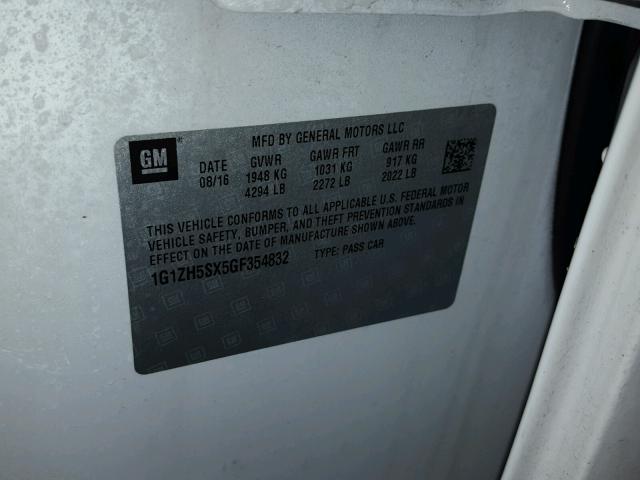 GM
MFD BY GENERAL MOTORS LLC
DATE GVWR GAWR FRT GAWR RR
08/16 1948 KG 1031 KG 917 KG
4294 LB 2272 LB 2022 LB
THIS VEHICLE CONFORMS TO ALL APPLICABLE U.S. FEDERAL MOTOR
VEHICLE SAFETY, BUMPER, AND THEFT PREVENTION STANDARDS IN
EFFECT ON THE DATE OF MANUFACTURE SHOWN ABOVE.
1G1ZH5SX5GF354832 TYPE: PASS CAR